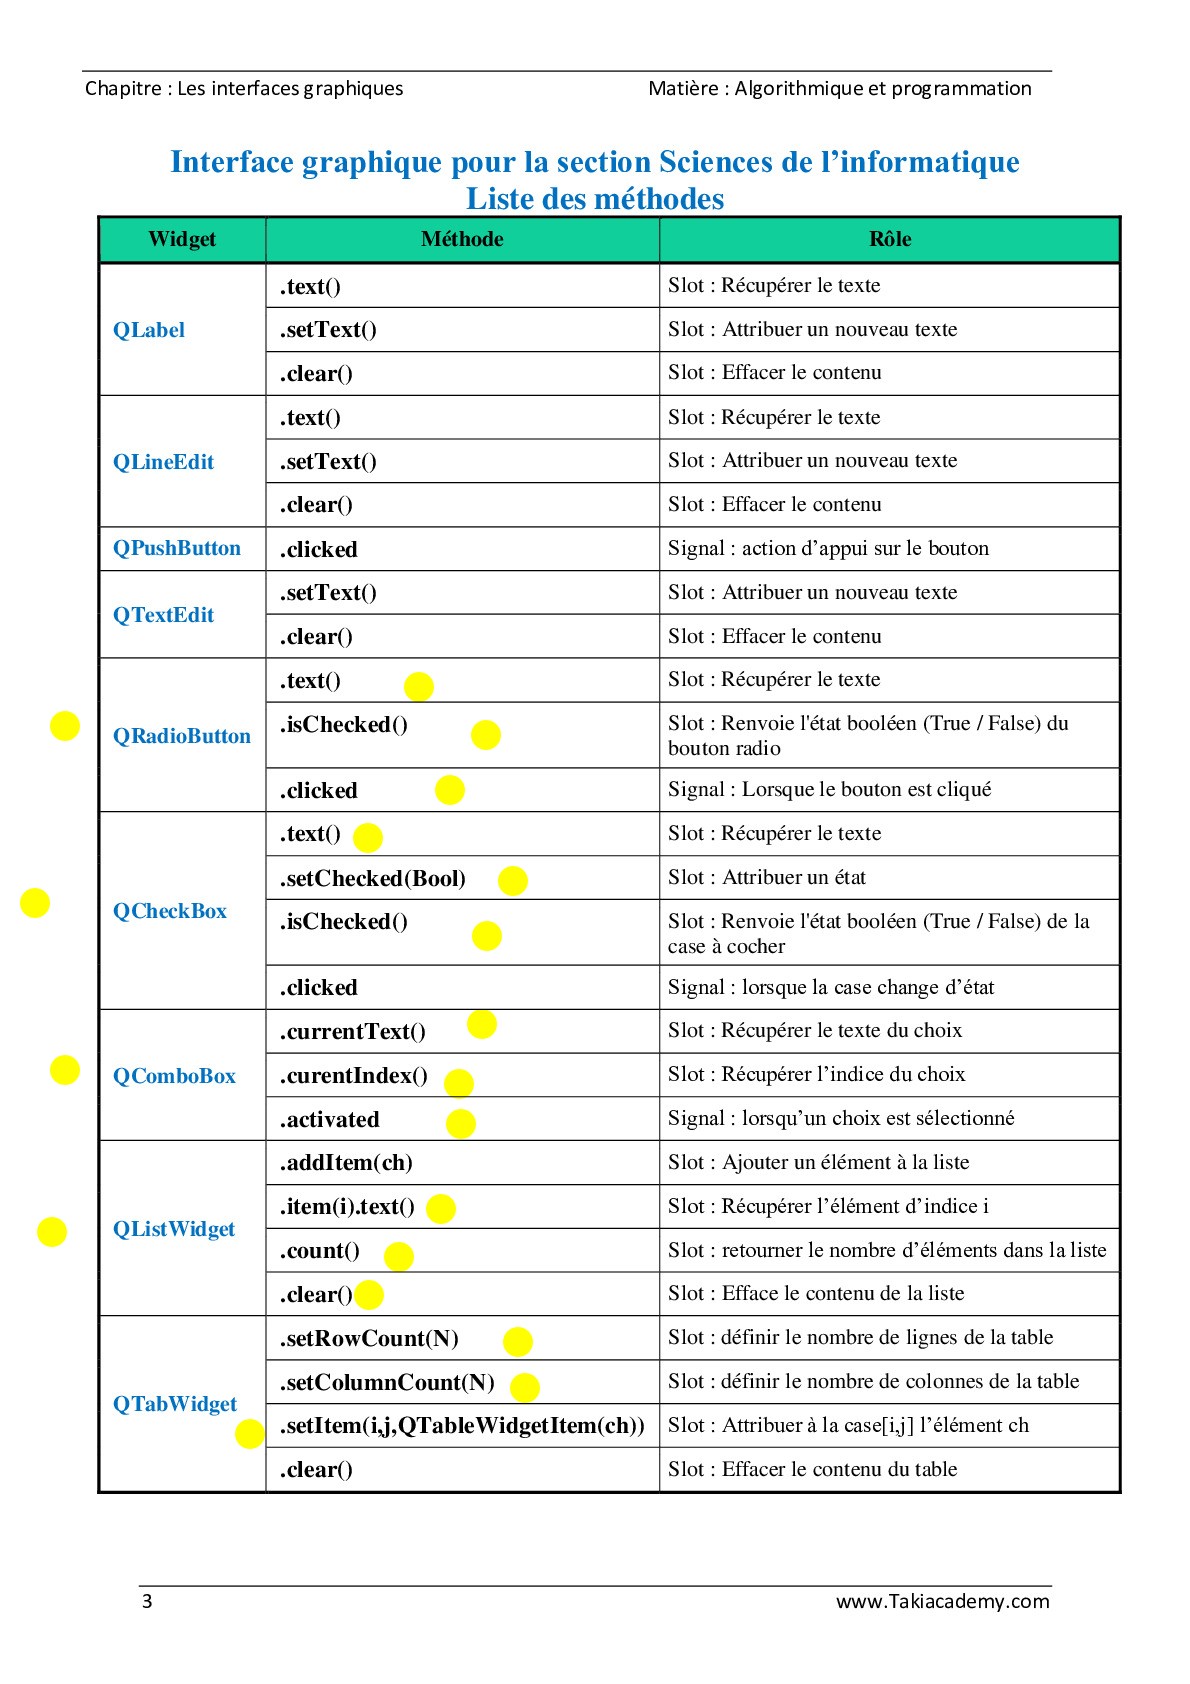 Chapitre : Les interfaces graphiques Matière : Algorithmique et programmation
Interface graphique pour la section Sciences de l’informatique
Liste des méthodes
Widget Méthode Rôle
QLabel
.text() Slot : Récupérer le texte
.setText() Slot : Attribuer un nouveau texte
.clear() Slot : Effacer le contenu
QLineEdit
.text() Slot : Récupérer le texte
.setText() Slot : Attribuer un nouveau texte
.clear() Slot : Effacer le contenu
QPushButton .clicked Signal : action d’appui sur le bouton
QTextEdit
.setText() Slot : Attribuer un nouveau texte
.clear() Slot : Effacer le contenu
QRadioButton
.text() Slot : Récupérer le texte
.isChecked() Slot : Renvoie l'état booléen (True / False) du
bouton radio
.clicked Signal : Lorsque le bouton est cliqué
QCheckBox
.text() Slot : Récupérer le texte
.setChecked(Bool) Slot : Attribuer un état
.isChecked() Slot : Renvoie l'état booléen (True / False) de la
case à cocher
.clicked Signal : lorsque la case change d’état
QComboBox
.currentText() Slot : Récupérer le texte du choix
.curentIndex() Slot : Récupérer l’indice du choix
.activated Signal : lorsqu’un choix est sélectionné
QListWidget
.addItem(ch) Slot : Ajouter un élément à la liste
.item(i).text() Slot : Récupérer l’élément d’indice i
.count() Slot : retourner le nombre d’éléments dans la liste
.clear() Slot : Efface le contenu de la liste
QTabWidget
.setRowCount(N) Slot : définir le nombre de lignes de la table
.setColumnCount(N) Slot : définir le nombre de colonnes de la table
.setItem(i,j,QTableWidgetItem(ch)) Slot : Attribuer à la case[i,j] l’élément ch
.clear() Slot : Effacer le contenu du table
3 www.Takiacademy.com